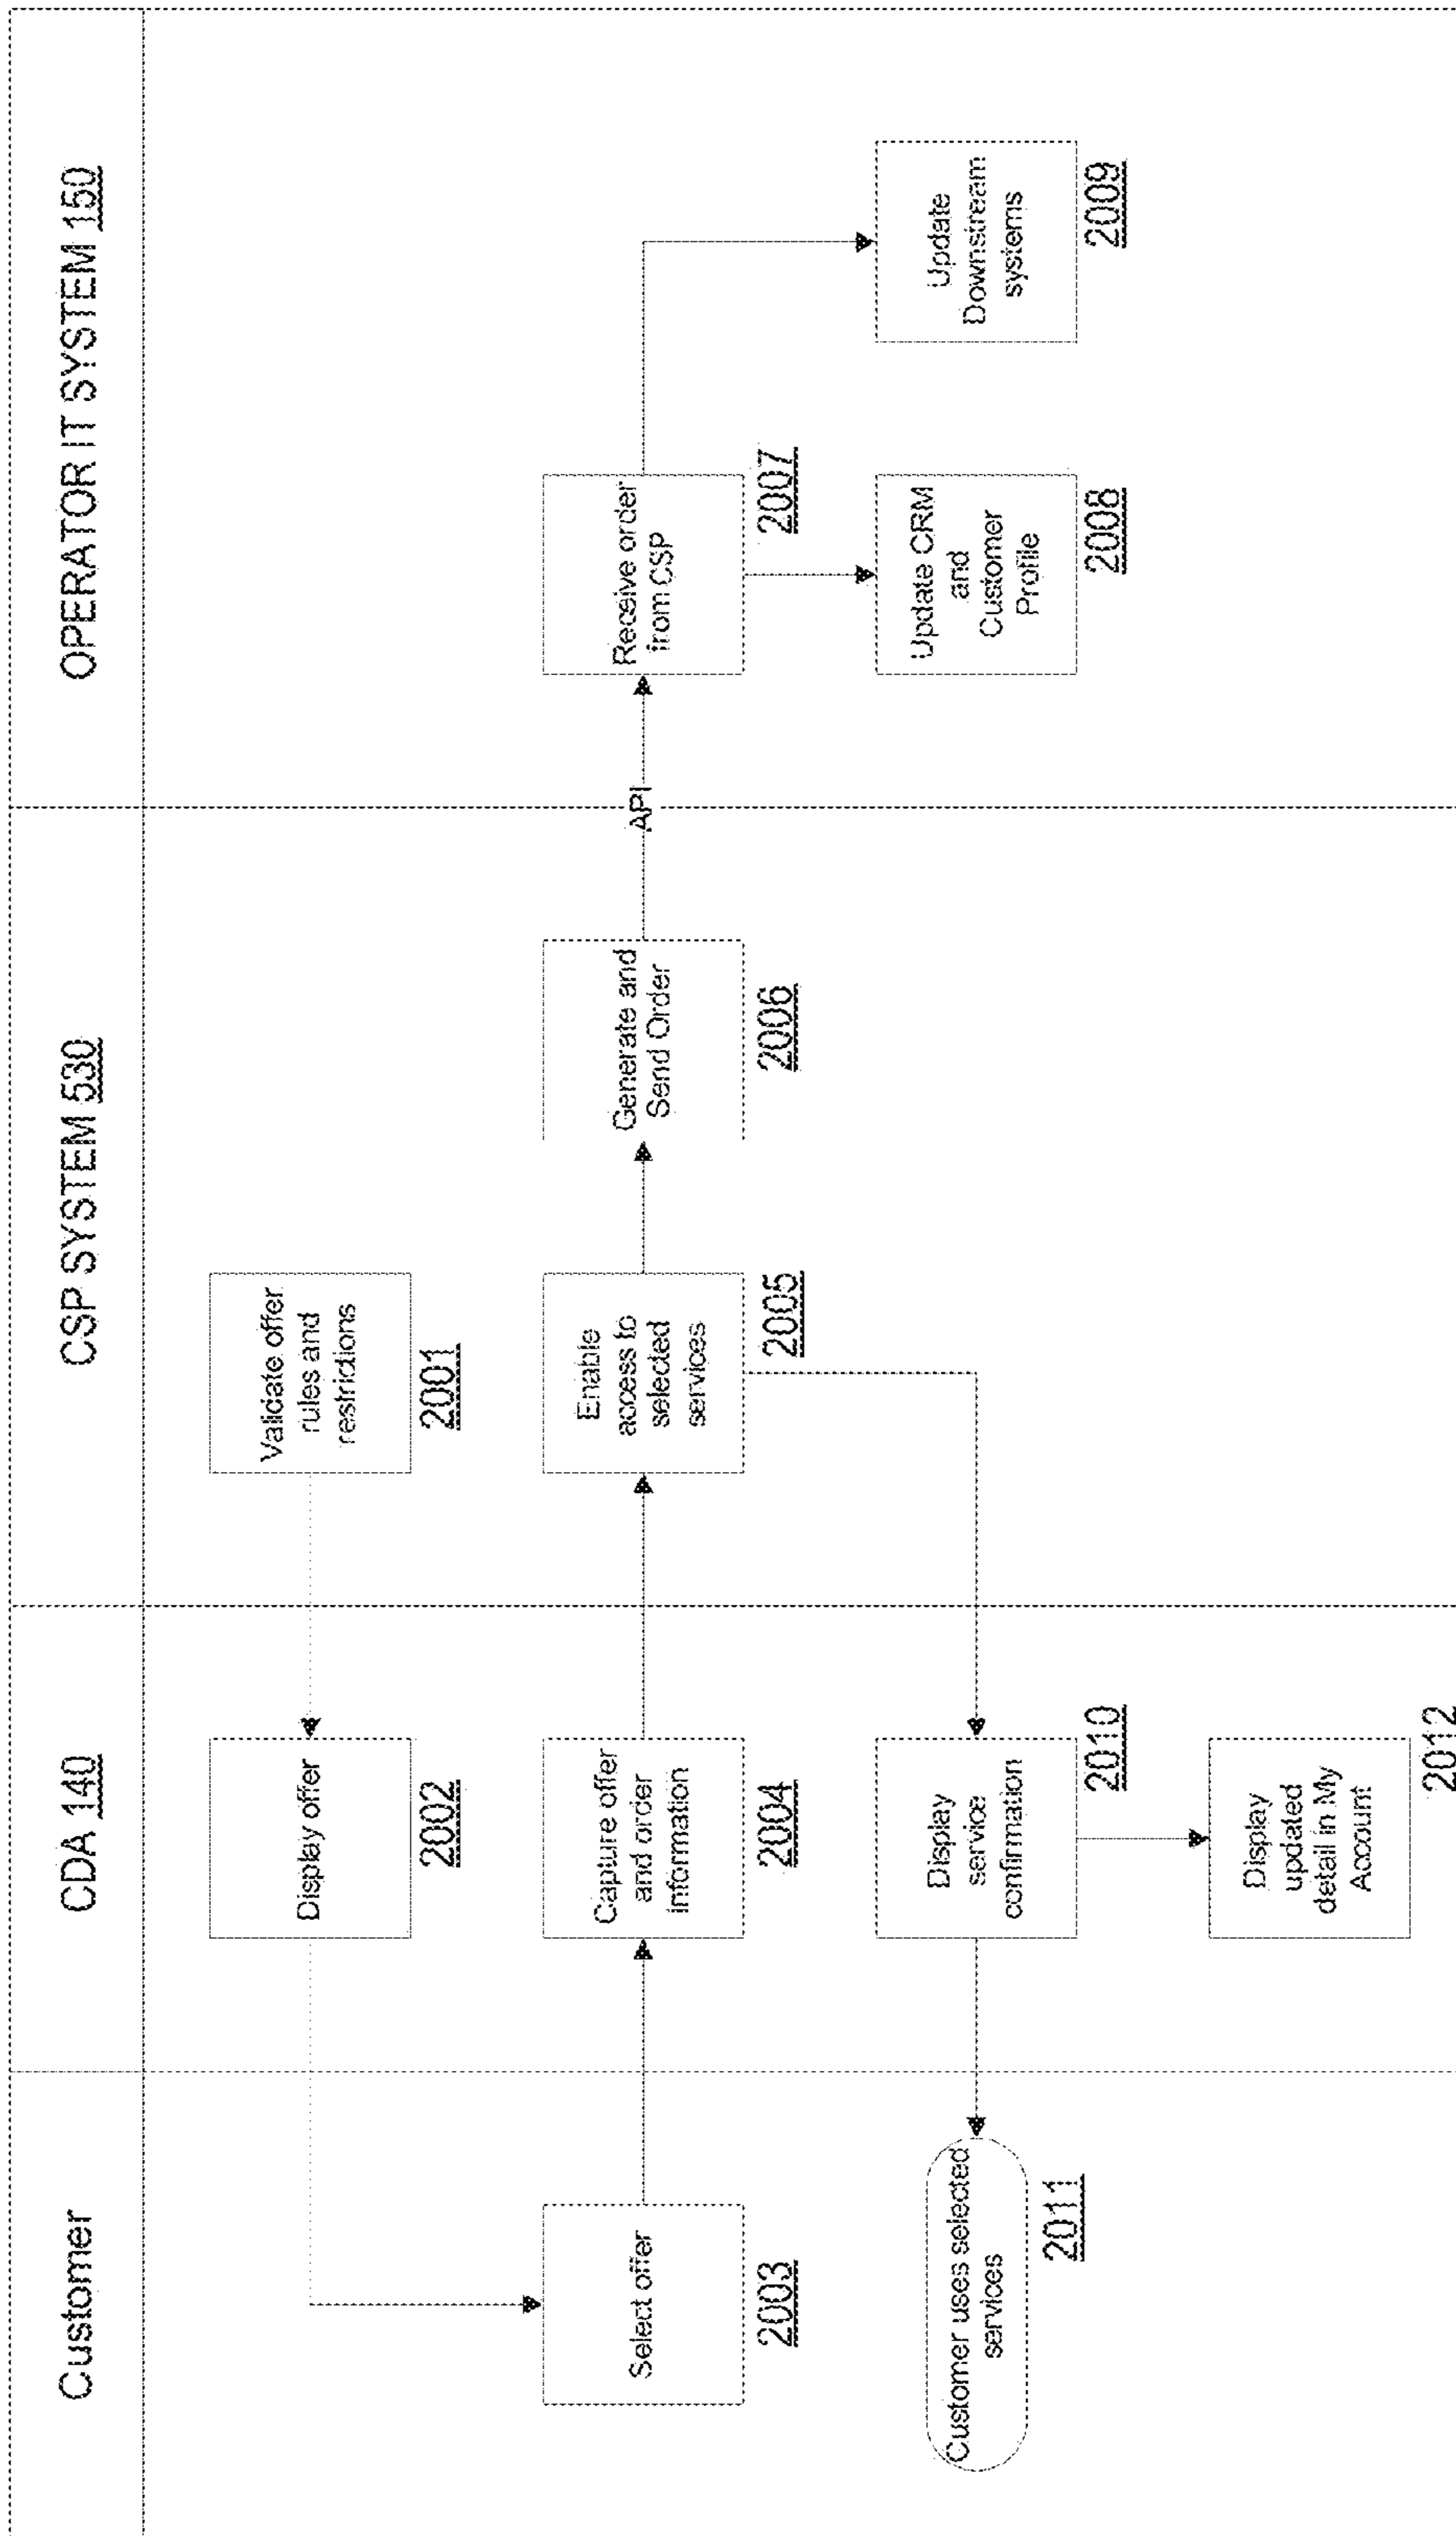 Customer
CDA 140
CSP SYSTEM 530
OPERATOR IT SYSTEM 150
Validate offer
rules and
restrictions
2001
Display offer
2002
Select offer
2003
Capture offer
and order
information
2004
Enable
access to
selected
services
2005
Generate and
Send Order
2006
API
Receive order
from CSP
2007
Update CRM
and
Customer
Profile
2008
Update
Downstream
systems
2009
Display
service
confirmation
2010
Customer uses selected
services
2011
Display
updated
detail in My
Account
2012